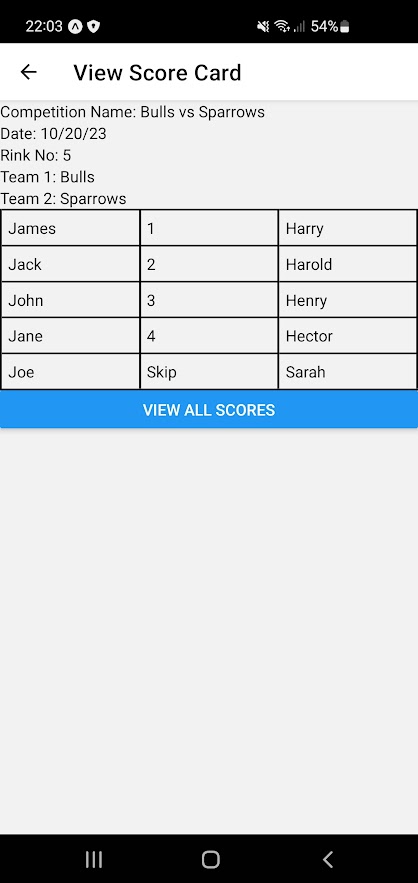 22:03 54%
View Score Card
Competition Name: Bulls vs Sparrows
Date: 10/20/23
Rink No: 5
Team 1: Bulls
Team 2: Sparrows
James 1 Harry
Jack 2 Harold
John 3 Henry
Jane 4 Hector
Joe Skip Sarah
VIEW ALL SCORES